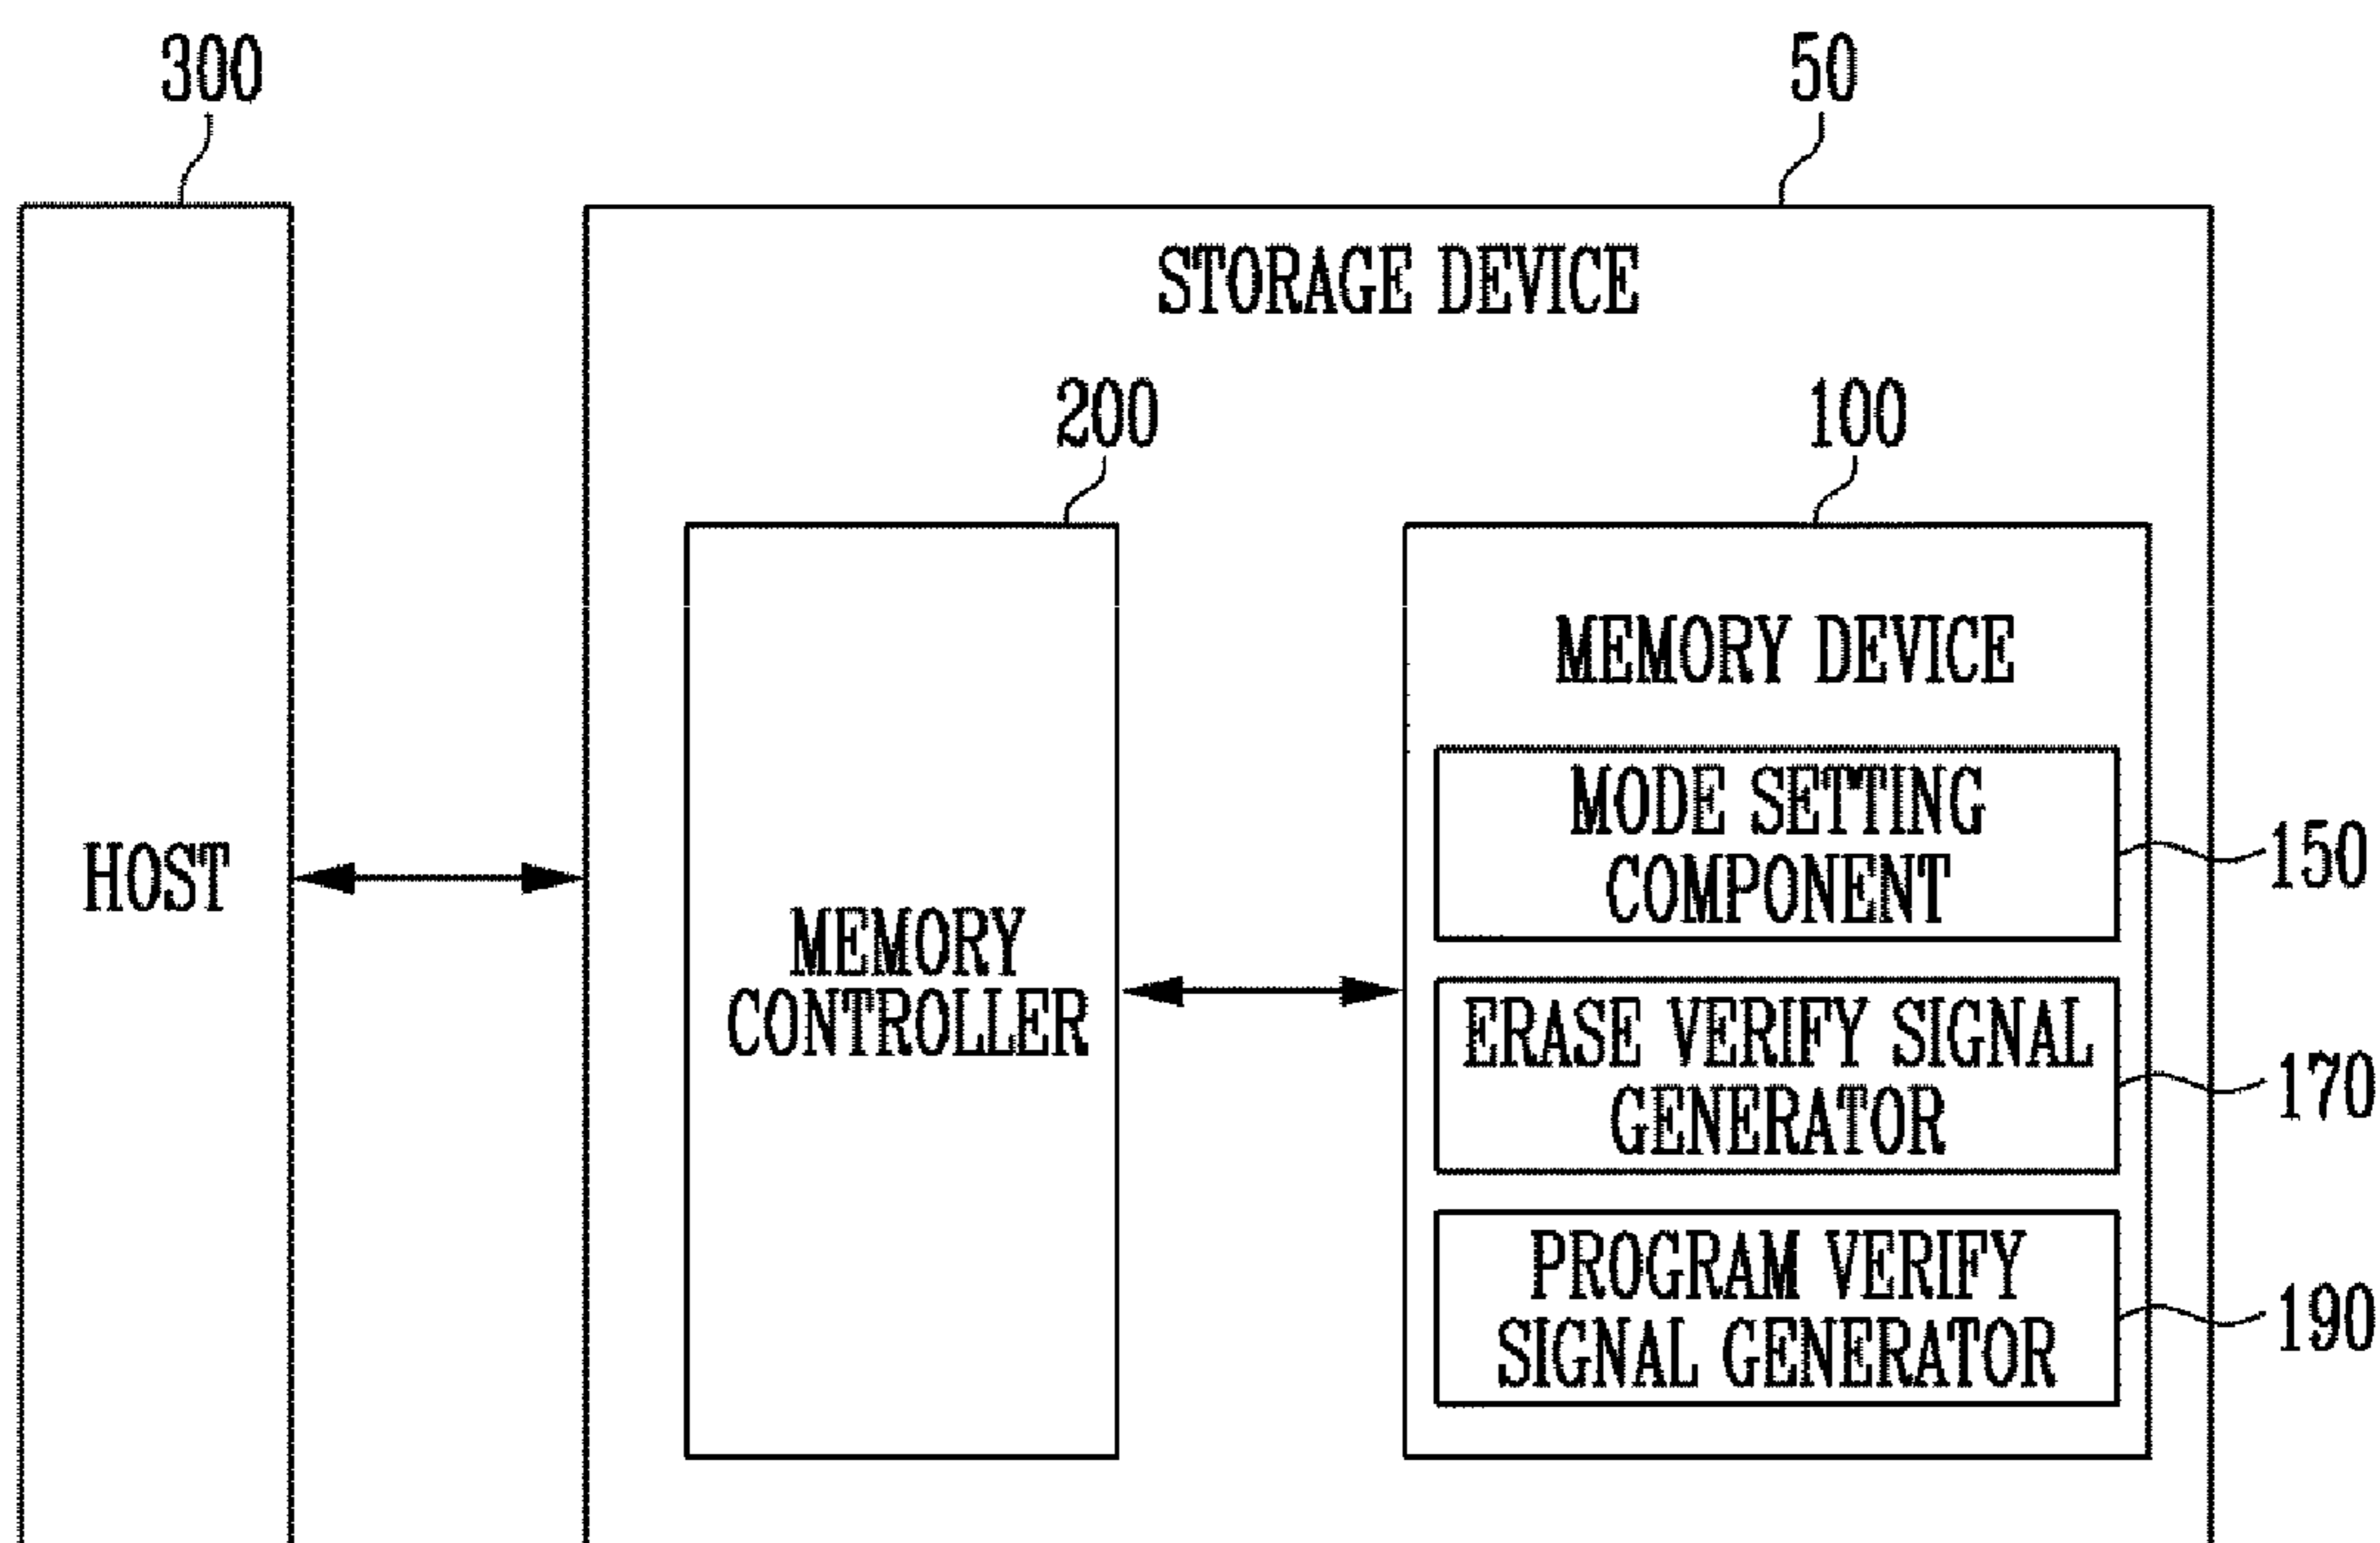 300
50
STORAGE DEVICE
200
100
MEMORY DEVICE
MODE SETTING
COMPONENT
150
HOST
MEMORY
CONTROLLER
ERASE VERIFY SIGNAL
GENERATOR
170
PROGRAM VERIFY
SIGNAL GENERATOR
190